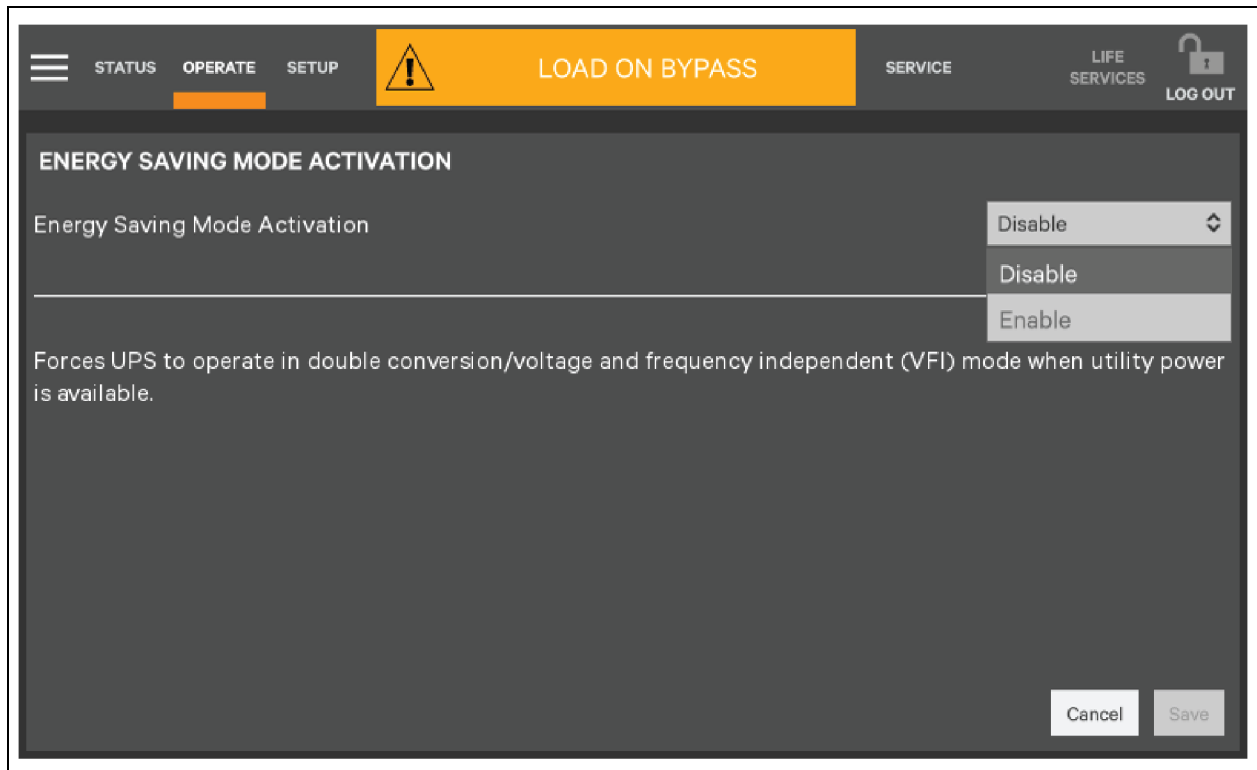 STATUS OPERATE SETUP LOAD ON BYPASS SERVICE LIFE
SERVICES
LOG OUT
ENERGY SAVING MODE ACTIVATION
Energy Saving Mode Activation Disable
Disable
Enable
Forces UPS to operate in double conversion/voltage and frequency independent (VFI) mode when utility power
is available.
Cancel Save